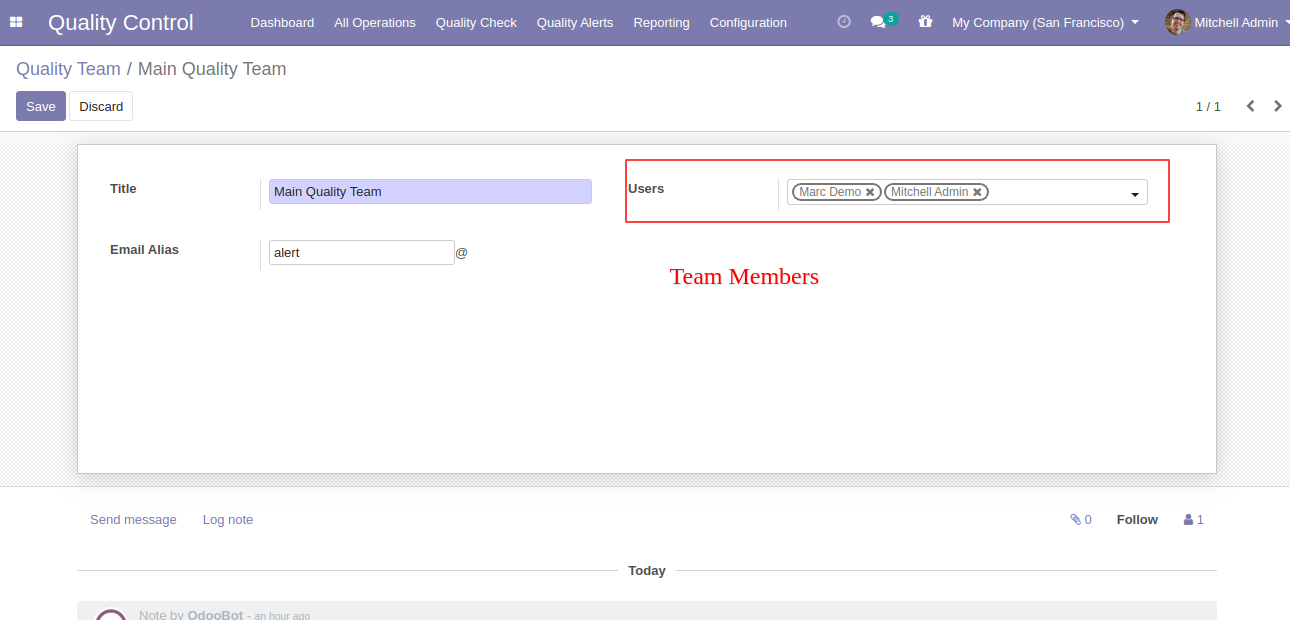 Quality Control Dashboard All Operations Quality Check Quality Alerts Reporting Configuration 3 My Company (San Francisco) Mitchell Admin
Quality Team / Main Quality Team
Save Discard 1 / 1
Title Main Quality Team Users Marc Demo Mitchell Admin
Email Alias alert @
Team Members
Send message Log note 0 Follow 1
Today
Note by OdooBot - an hour ago